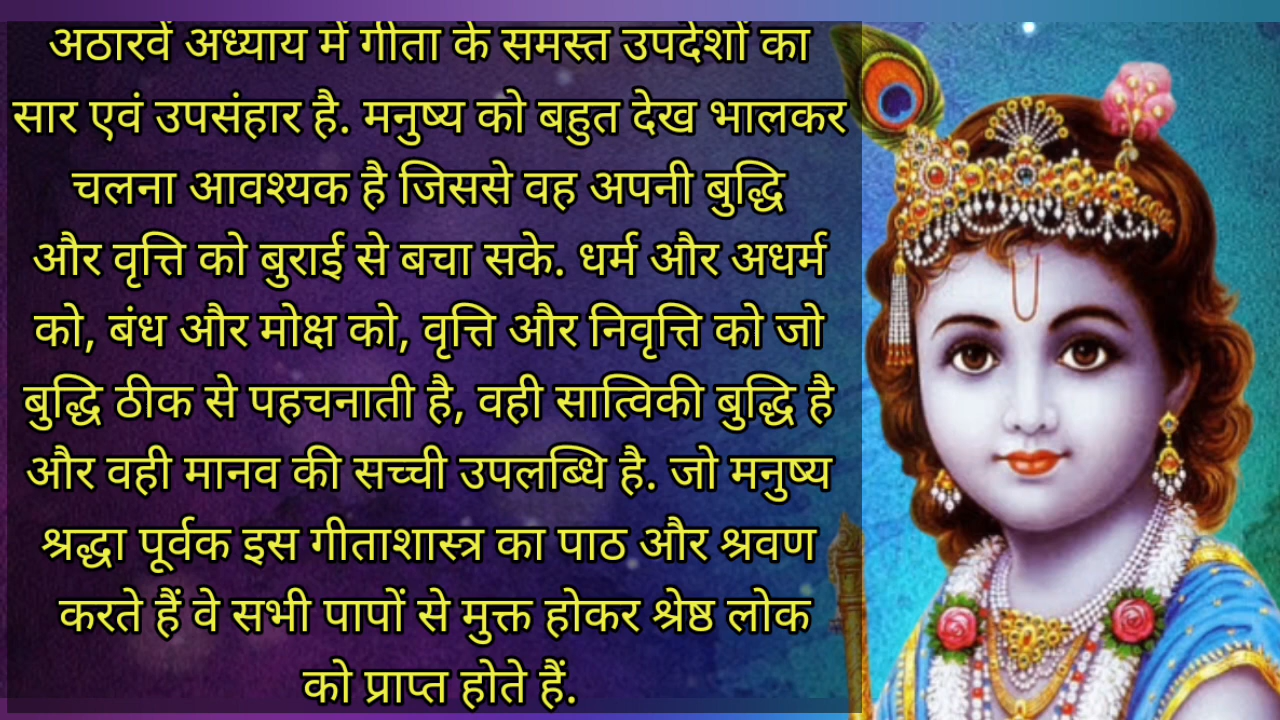 अठारवें अध्याय में गीता के समस्त उपदेशों का
सार एवं उपसंहार है. मनुष्य को बहुत देख भालकर
चलना आवश्यक है जिससे वह अपनी बुद्धि
और वृत्ति को बुराई से बचा सके. धर्म और अधर्म
को, बंध और मोक्ष को, वृत्ति और निवृत्ति को जो
बुद्धि ठीक से पहचनाती है, वही सात्विकी बुद्धि है
और वही मानव की सच्ची उपलब्धि है. जो मनुष्य
श्रद्धा पूर्वक इस गीताशास्त्र का पाठ और श्रवण
करते हैं वे सभी पापों से मुक्त होकर श्रेष्ठ लोक
को प्राप्त होते हैं.